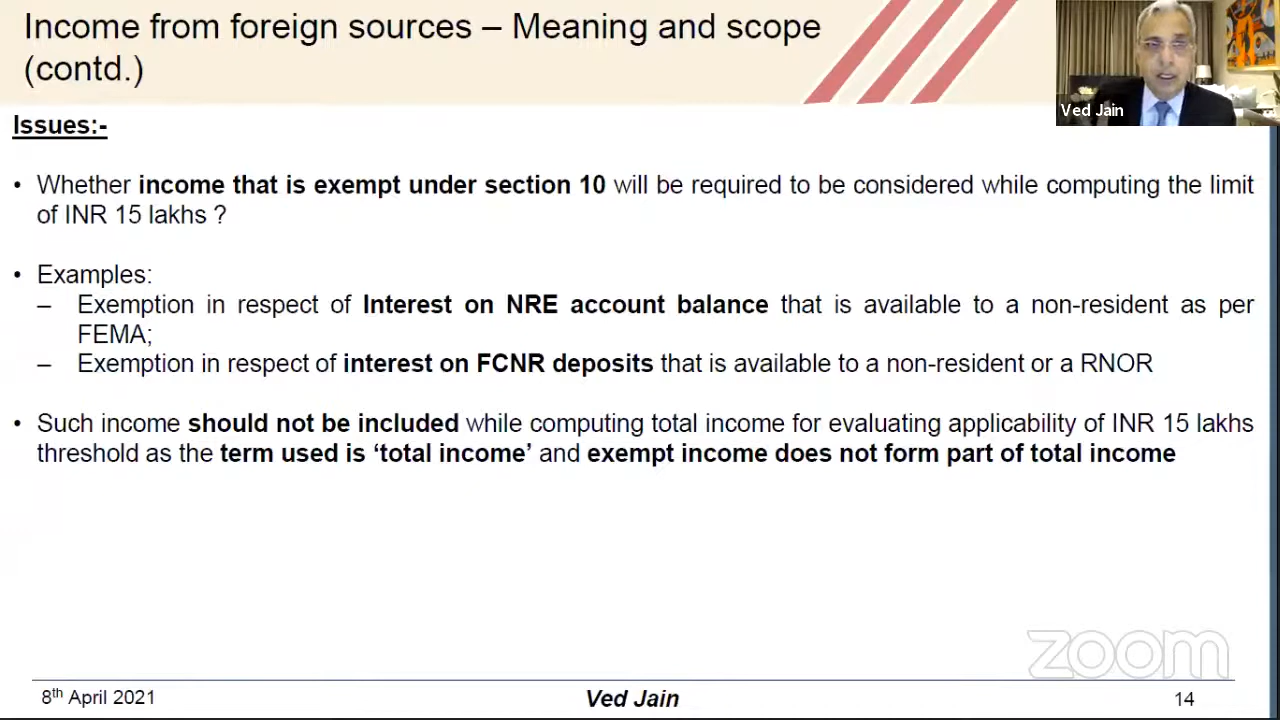 Income from foreign sources – Meaning and scope
(contd.)
Ved Jain
Issues:-
• Whether income that is exempt under section 10 will be required to be considered while computing the limit
of INR 15 lakhs ?
• Examples:
– Exemption in respect of Interest on NRE account balance that is available to a non-resident as per
FEMA;
– Exemption in respect of interest on FCNR deposits that is available to a non-resident or a RNOR
• Such income should not be included while computing total income for evaluating applicability of INR 15 lakhs
threshold as the term used is ‘total income’ and exempt income does not form part of total income
zoom
8th April 2021
Ved Jain
14